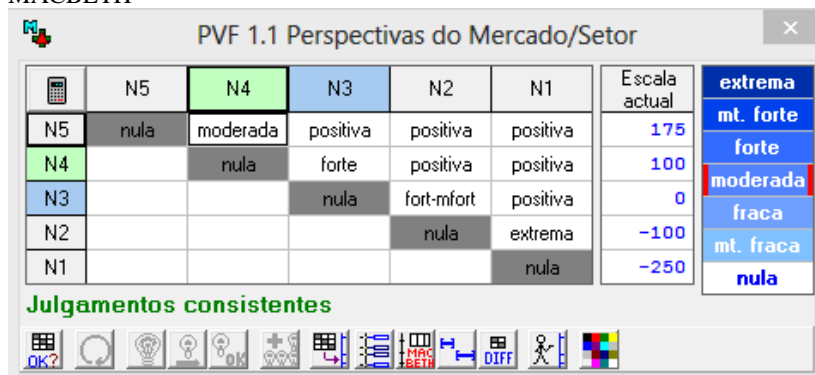 MACBETH
PVF 1.1 Perspectivas do Mercado/Setor
N5 N4 N3 N2 N1 Escala actual
N5 nula moderada positiva positiva positiva 175
N4 nula forte positiva positiva 100
N3 nula fort-mfort positiva 0
N2 nula extrema -100
N1 nula -250
extrema
mt. forte
forte
moderada
fraca
mt. fraca
nula
Julgamentos consistentes
OK? OK MAC BETH DIFF